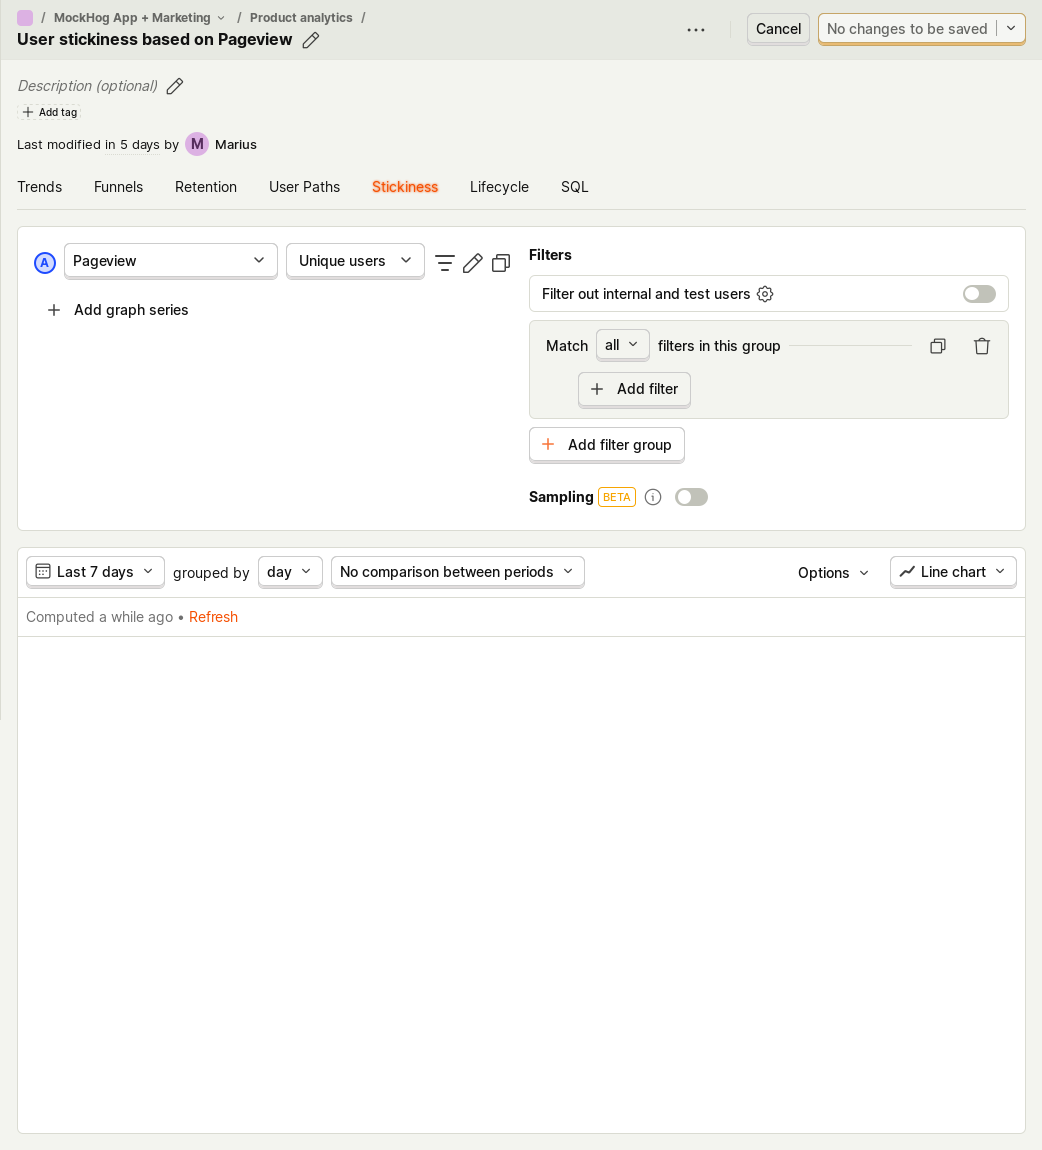 / MockHog App + Marketing / Product analytics /
User stickiness based on Pageview
Cancel
No changes to be saved
Description (optional)
Add tag
Last modified in 5 days by M Marius
Trends Funnels Retention User Paths Stickiness Lifecycle SQL
A Pageview Unique users
Add graph series
Filters
Filter out internal and test users
Match all filters in this group
Add filter
Add filter group
Sampling BETA
Last 7 days grouped by day No comparison between periods Options Line chart
Computed a while ago • Refresh